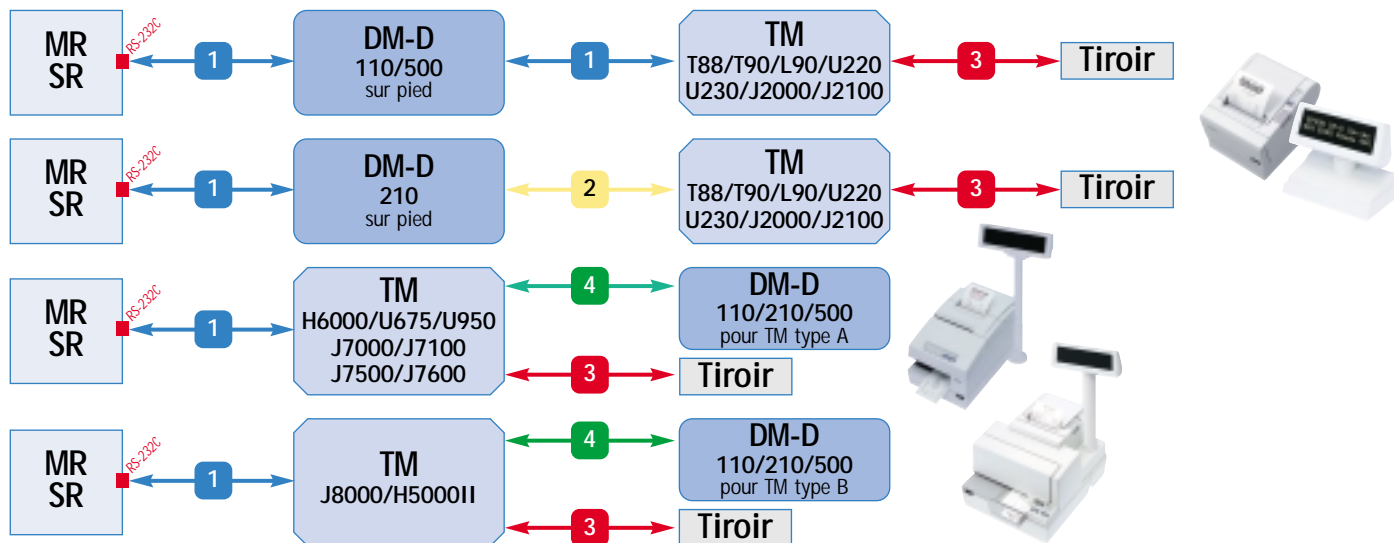 MR
SR
RS-232C
1
DM-D
110/500
sur pied
1
TM
T88/T90/L90/U220
U230/J2000/J2100
3
Tiroir
MR
SR
RS-232C
1
DM-D
210
sur pied
2
TM
T88/T90/L90/U220
U230/J2000/J2100
3
Tiroir
MR
SR
RS-232C
1
TM
H6000/U675/U950
J7000/J7100
J7500/J7600
4
DM-D
110/210/500
pour TM type A
3
Tiroir
MR
SR
RS-232C
1
TM
J8000/H5000II
4
DM-D
110/210/500
pour TM type B
3
Tiroir